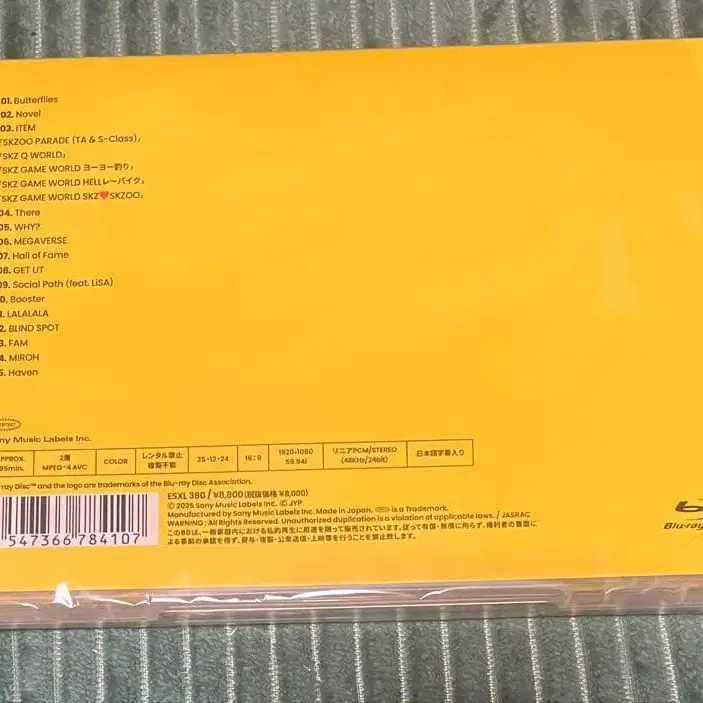 01. Butterflies
02. Novel
03. ITEM
「SKZOO PARADE (TA & S-Class)」
「SKZ Q WORLD」
「SKZ GAME WORLD ヨーヨー釣り」
「SKZ GAME WORLD HELLレーバイク」
「SKZ GAME WORLD SKZ❤SKZOO」
04. There
05. WHY?
06. MEGAVERSE
07. Hall of Fame
08. GET LIT
09. Social Path (feat. LiSA)
0. Booster
1. LALALALA
2. BLIND SPOT
3. FAM
4. MIROH
5. Haven
ny Music Labels Inc.
PPROX. 95min. 2層 MPEG-4 AVC COLOR レンタル禁止 複製不能 25•12•24 16:9 1920×1080 59.94i リニアPCM/STEREO (48KHz/24bit) 日本語字幕入り
-ray Disc™ and the logo are trademarks of the Blu-ray Disc Association.
ESXL 380 / ¥8,800(税抜価格 ¥8,000)
© 2025 Sony Music Labels Inc. © JYP
Manufactured by Sony Music Labels Inc. Made in Japan. is a Trademark.
WARNING : All Rights Reserved. Unauthorized duplication is a violation of applicable laws. / JASRAC
このBDは、一般家庭内における私的再生に用途を限って販売されています。従って有償・無償に拘らず、権利者の書面に
よる事前の承諾を得ず、貸与・複製・公衆送信・上映等を行うことを禁止致します。
547366 784107
Blu-ray